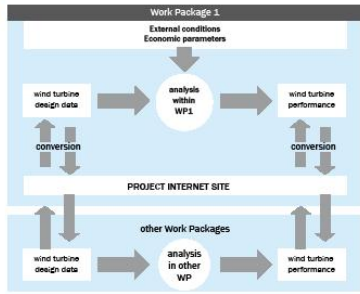 Work Package 1
External conditions
Economic parameters
wind turbine
design data
analysis
within
WP1
wind turbine
performance
conversion
conversion
PROJECT INTERNET SITE
other Work Packages
wind turbine
design data
analysis
in other
WP
wind turbine
performance